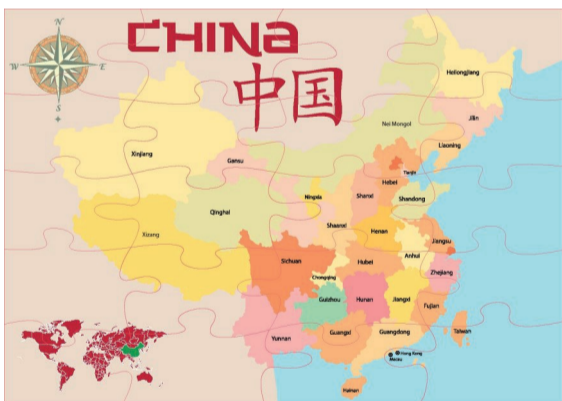 CHINA
中国
N
W
E
S
Heilongjiang
Jilin
Nei Mongol
Liaoning
Xinjiang
Gansu
Hebei
Tianjin
Ningxia
Shanxi
Shandong
Qinghai
Shaanxi
Henan
Jiangsu
Xizang
Anhui
Sichuan
Hubei
Chongqing
Zhejiang
Guizhou
Hunan
Jiangxi
Fujian
Yunnan
Guangxi
Guangdong
Taiwan
Hong Kong
Macau
Hainan